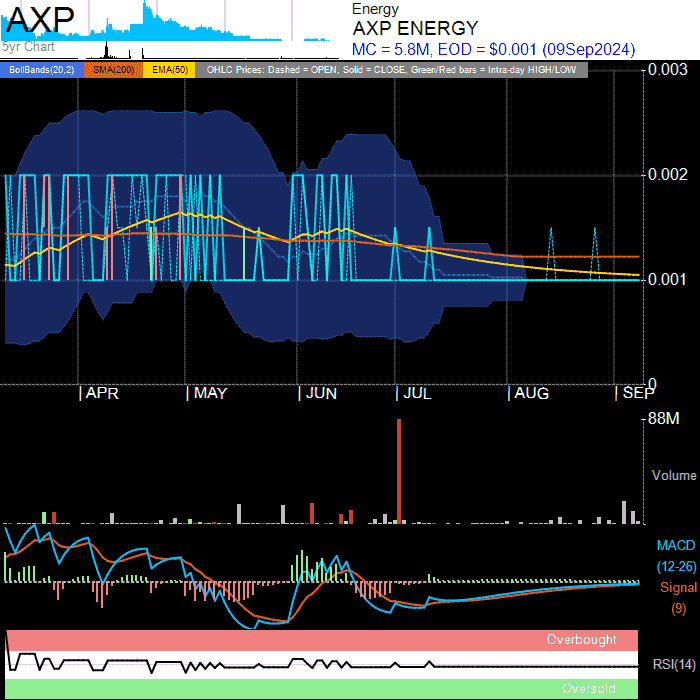 AXP
5yr Chart
Energy
AXP ENERGY
MC = 5.8M, EOD = $0.001 (09Sep2024)
BollBands(20,2) SMA(200) EMA(50) OHLC Prices: Dashed = OPEN, Solid = CLOSE, Green/Red bars = Intra-day HIGH/LOW
0.003
0.002
0.001
0
| APR | MAY | JUN | JUL | AUG | SEP
88M
Volume
MACD
(12-26)
Signal
(9)
Overbought
RSI(14)
Oversold